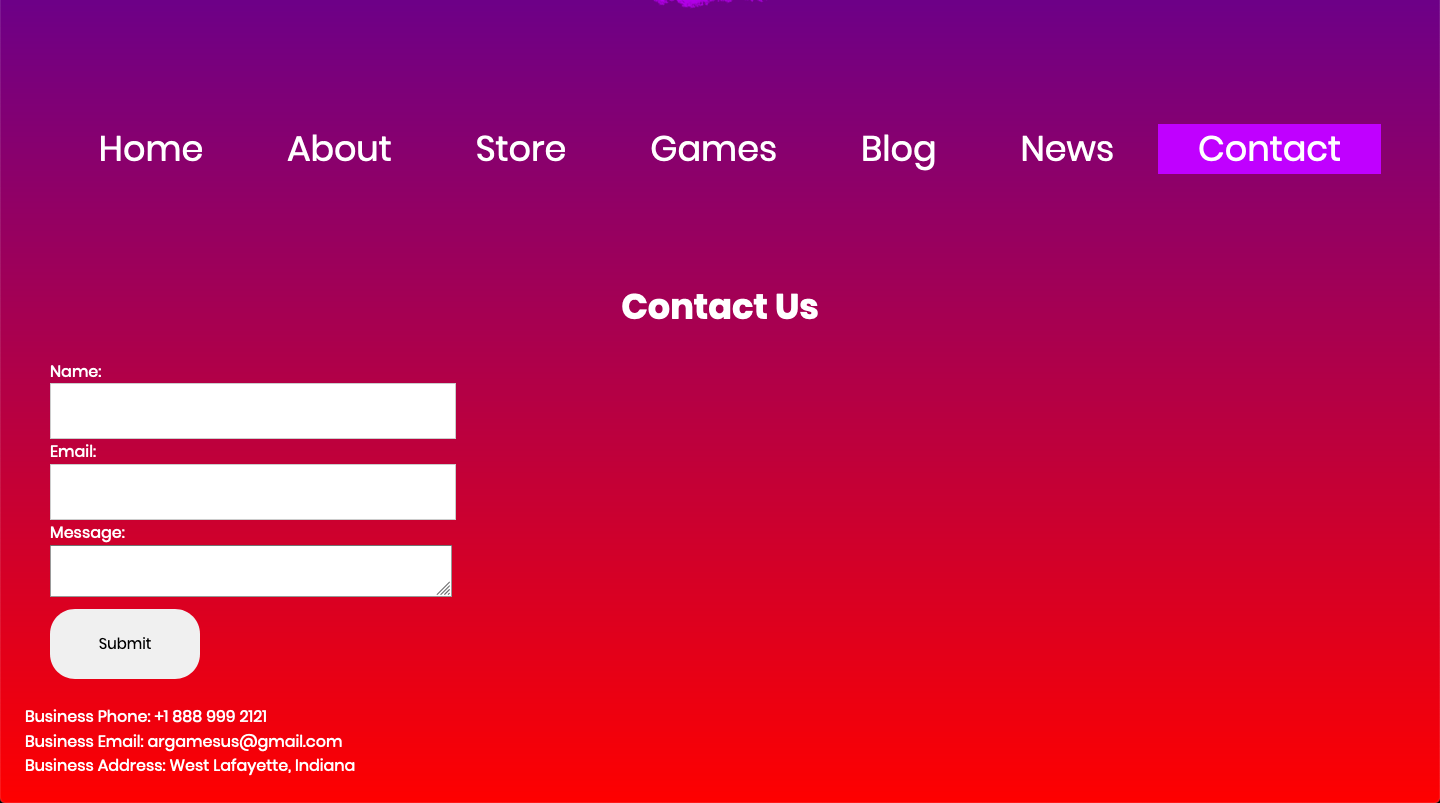 Home About Store Games Blog News Contact
Contact Us
Name:
Email:
Message:
Submit
Business Phone: +1 888 999 2121
Business Email: argamesus@gmail.com
Business Address: West Lafayette, Indiana